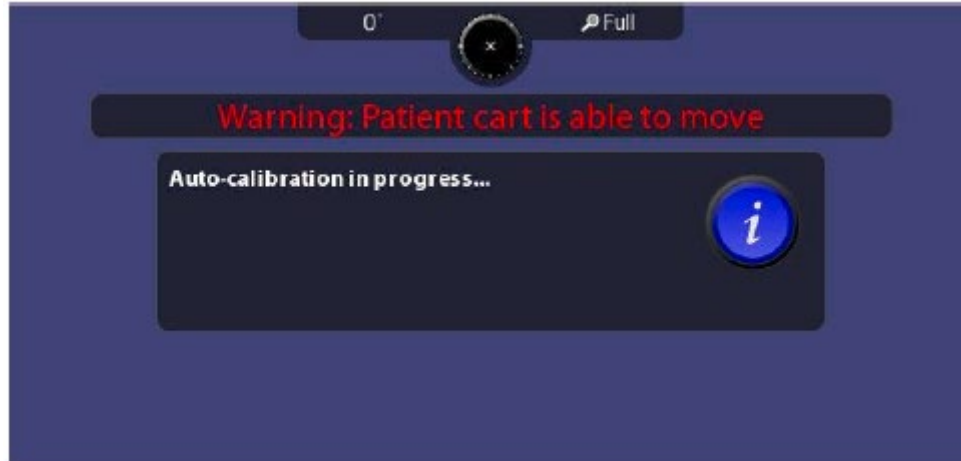 0° Full
Warning: Patient cart is able to move
Auto-calibration in progress...
i